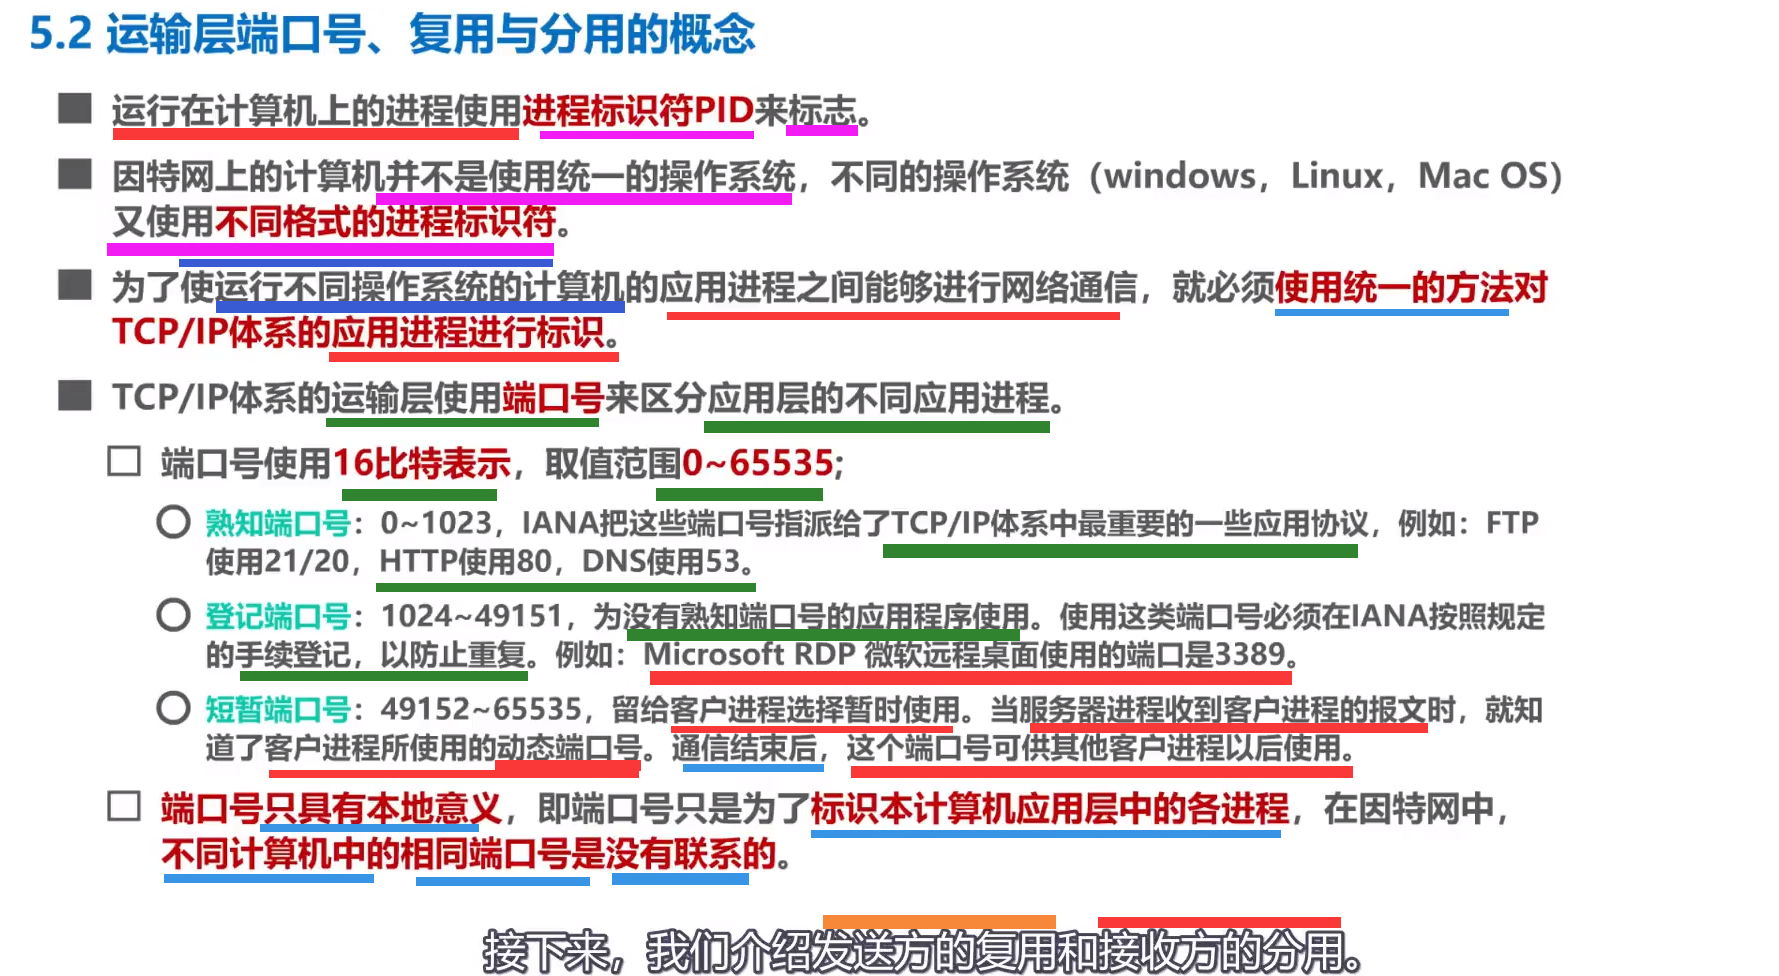 5.2 运输层端口号、复用与分用的概念
运行在计算机上的进程使用进程标识符PID来标志。
因特网上的计算机并不是使用统一的操作系统，不同的操作系统（windows，Linux，Mac OS）
又使用不同格式的进程标识符。
为了使运行不同操作系统的计算机的应用进程之间能够进行网络通信，就必须使用统一的方法对
TCP/IP体系的应用进程进行标识。
TCP/IP体系的运输层使用端口号来区分应用层的不同应用进程。
端口号使用16比特表示，取值范围0~65535;
熟知端口号：0~1023，IANA把这些端口号指派给了TCP/IP体系中最重要的一些应用协议，例如：FTP
使用21/20，HTTP使用80，DNS使用53。
登记端口号：1024~49151，为没有熟知端口号的应用程序使用。使用这类端口号必须在IANA按照规定
的手续登记，以防止重复。例如：Microsoft RDP 微软远程桌面使用的端口是3389。
短暂端口号：49152~65535，留给客户进程选择暂时使用。当服务器进程收到客户进程的报文时，就知
道了客户进程所使用的动态端口号。通信结束后，这个端口号可供其他客户进程以后使用。
端口号只具有本地意义，即端口号只是为了标识本计算机应用层中的各进程，在因特网中，
不同计算机中的相同端口号是没有联系的。
接下来，我们介绍发送方的复用和接收方的分用。